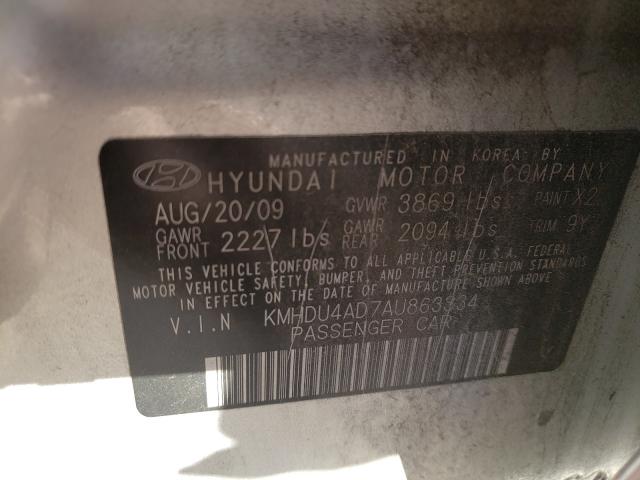 MANUFACTURED IN KOREA BY
HYUNDAI MOTOR COMPANY
AUG/20/09 GVWR 3869 lbs PAINT X2
GAWR FRONT 2227 lbs GAWR REAR 2094 lbs TRIM 9Y
THIS VEHICLE CONFORMS TO ALL APPLICABLE U.S.A. FEDERAL
MOTOR VEHICLE SAFETY, BUMPER, AND THEFT PREVENTION STANDARDS
IN EFFECT ON THE DATE OF MANUFACTURE SHOWN ABOVE
V.I.N KMHDU4AD7AU863334
PASSENGER CAR